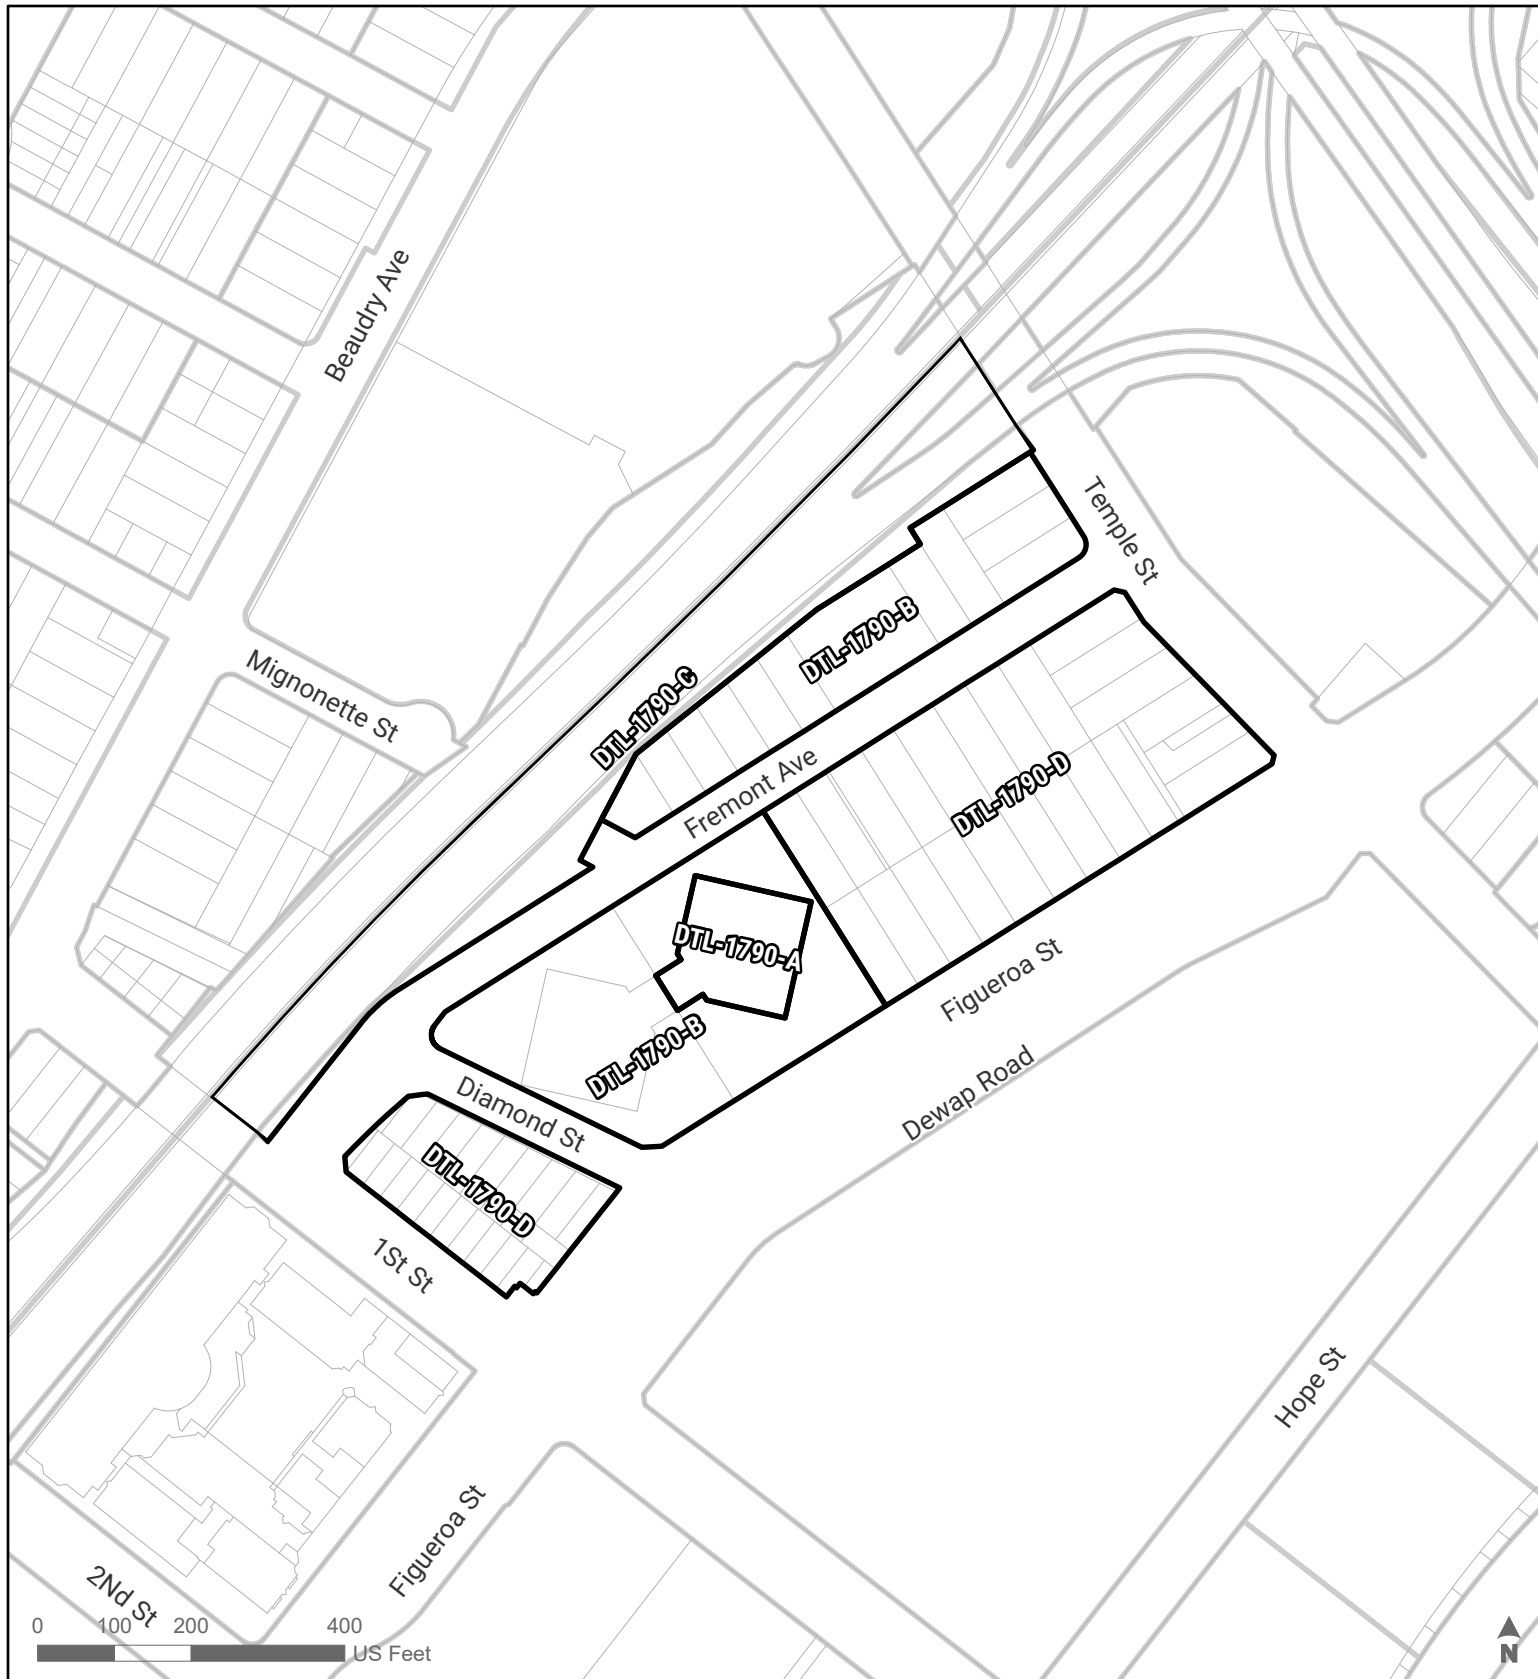 Beaudry Ave
Temple St
DTL-1790-B
Mignonette St
DTL-1790-C
Fremont Ave
DTL-1790-D
DTL-1790-A
Figueroa St
DTL-1790-B
Dewap Road
Diamond St
DTL-1790-D
1St St
Hope St
Figueroa St
2Nd St
0 100 200 400
US Feet
N